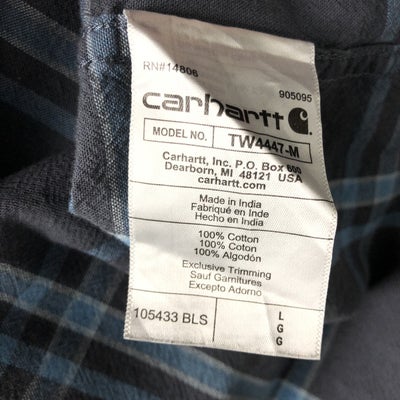 RN#14806
905095
carhartt
MODEL NO. TW4447-M
Carhartt, Inc. P.O. Box 600
Dearborn, MI 48121 USA
carhartt.com
Made in India
Fabriqué en Inde
Hecho en India
100% Cotton
100% Coton
100% Algodón
Exclusive Trimming
Sauf Garnitures
Excepto Adorno
105433 BLS
L
G
G